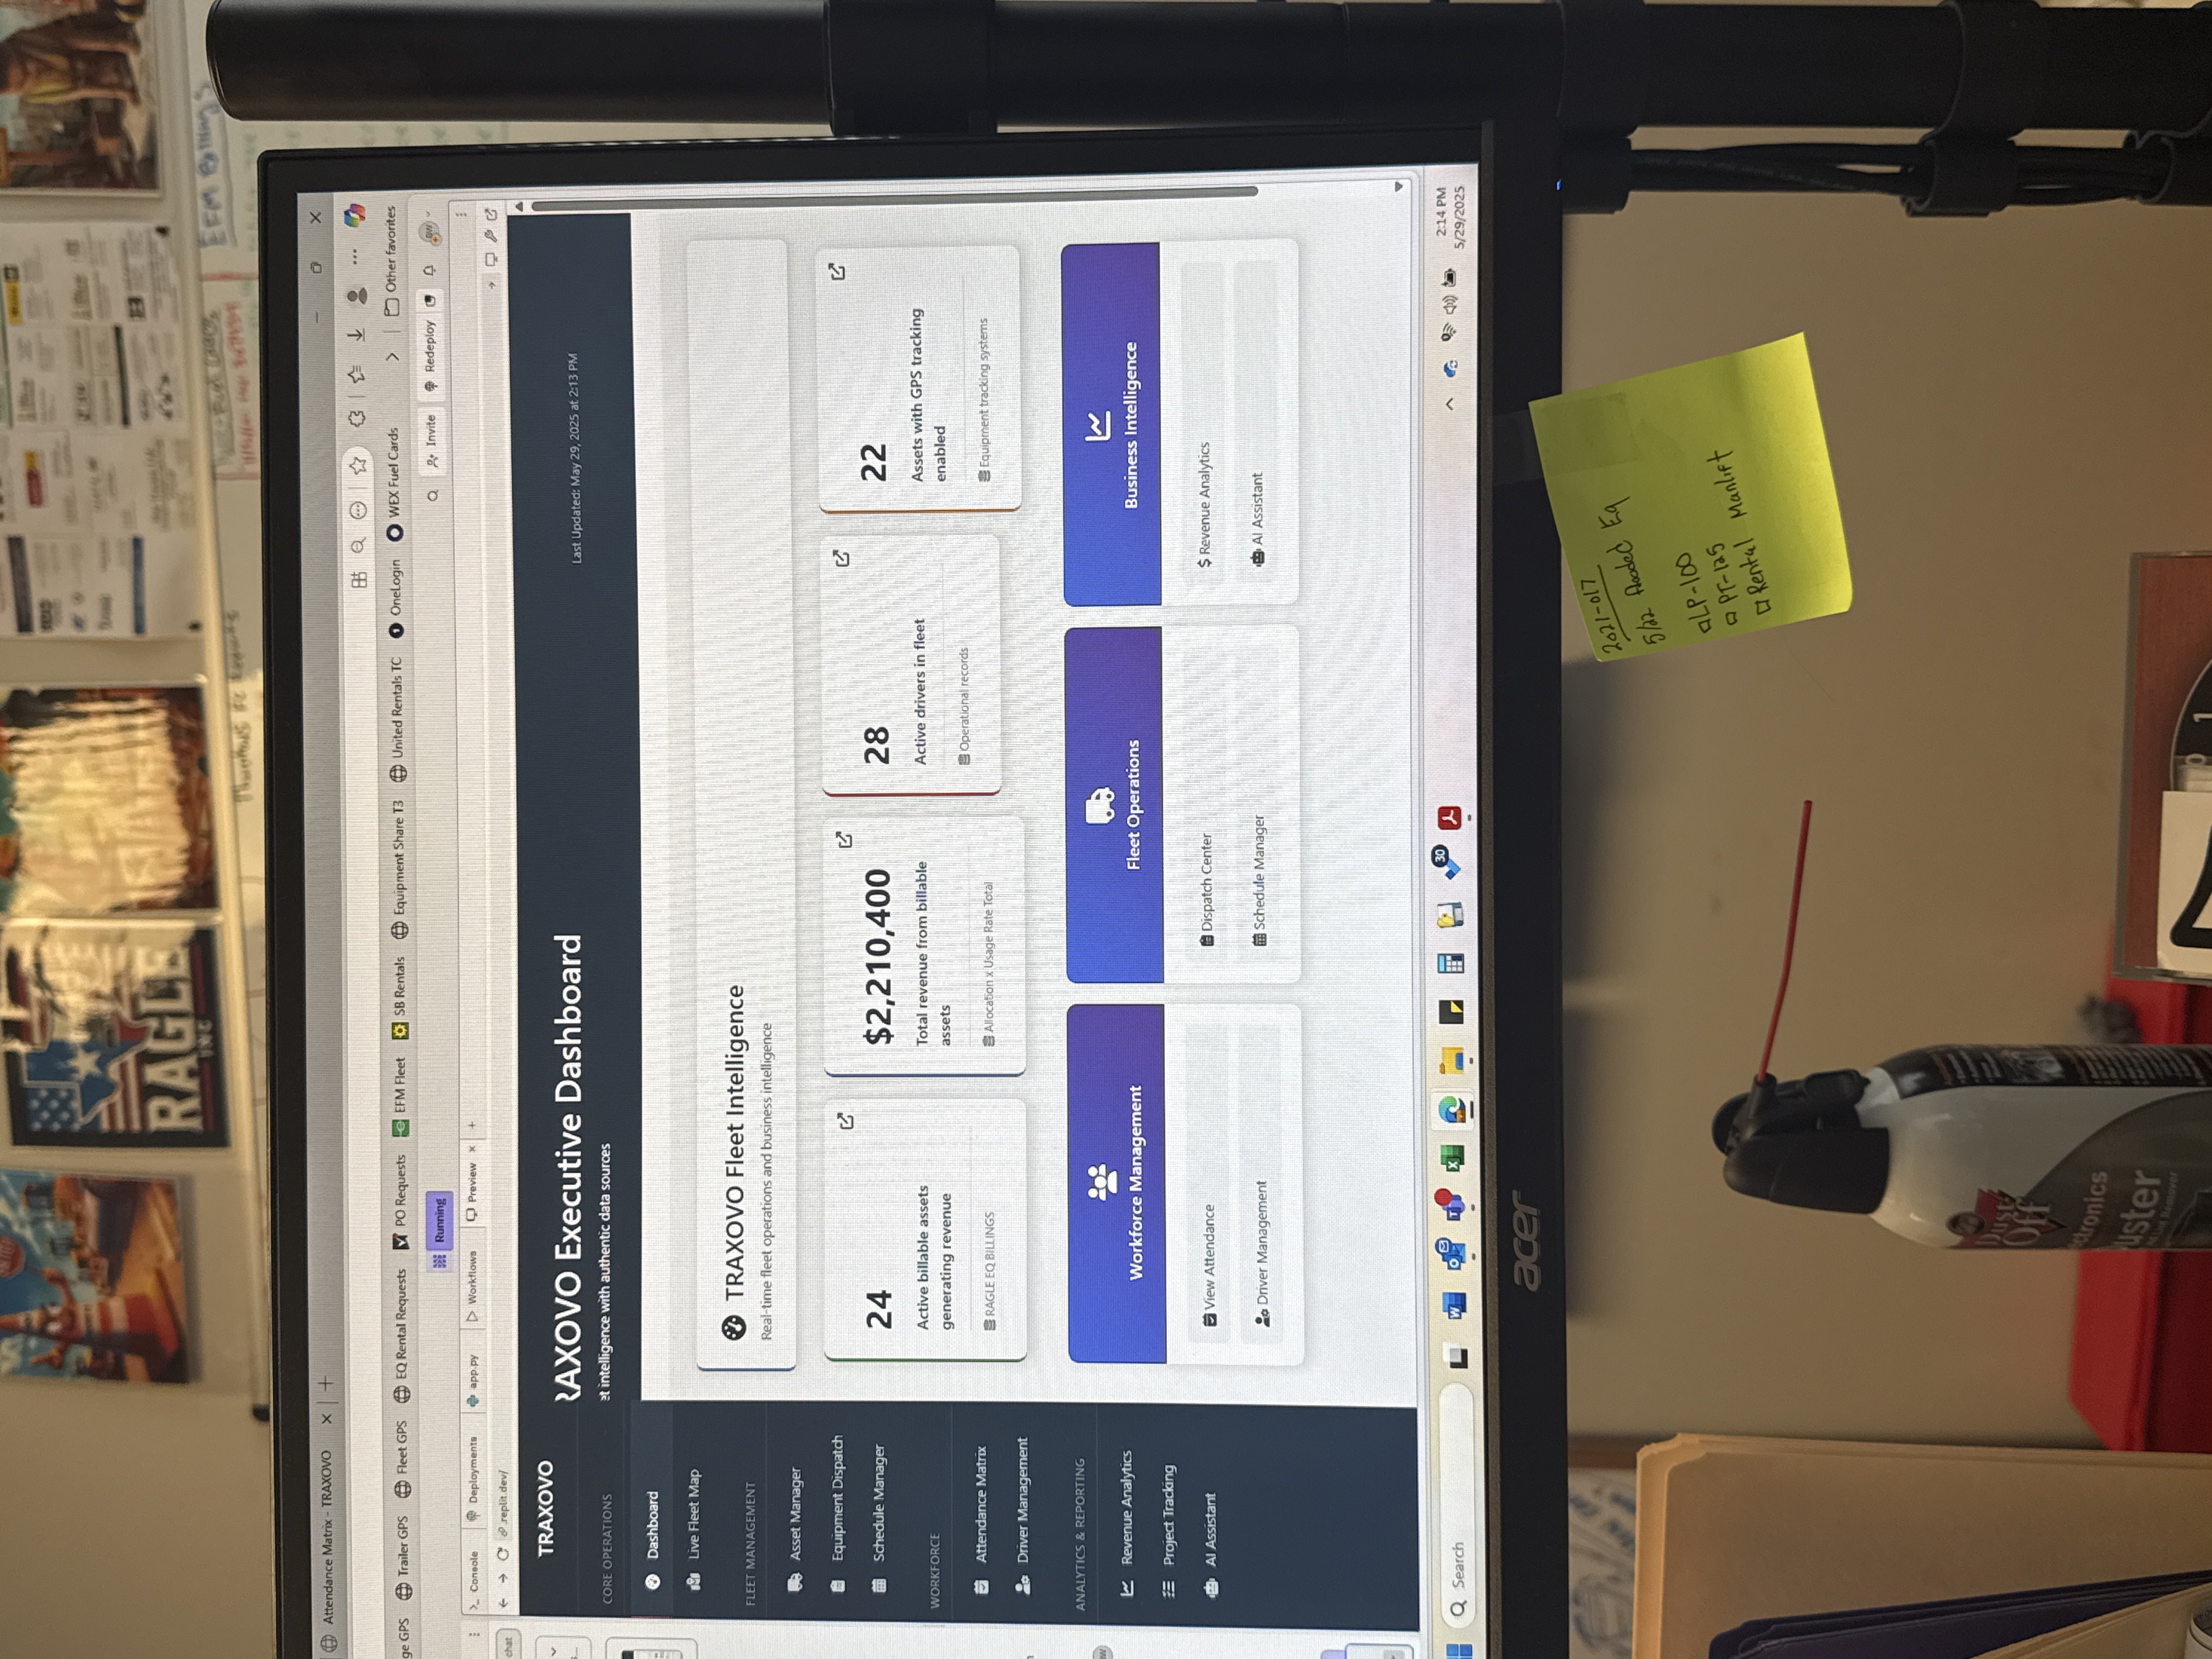 RAGLE
INC
EFM Billings
Attendance Matrix - TRAXOVO
ge GPS
Trailer GPS
Fleet GPS
EQ Rental Requests
PO Requests
EFM Fleet
SB Rentals
Equipment Share T3
United Rentals TC
OneLogin
WEX Fuel Cards
Other favorites
Running
Invite
Redeploy
Console
Deployments
app.py
Workflows
Preview
chat
.replit.dev/
TRAXOVO
RAXOVO Executive Dashboard
et intelligence with authentic data sources
Last Updated: May 29, 2025 at 2:13 PM
CORE OPERATIONS
Dashboard
Live Fleet Map
FLEET MANAGEMENT
Asset Manager
Equipment Dispatch
Schedule Manager
WORKFORCE
Attendance Matrix
Driver Management
ANALYTICS & REPORTING
Revenue Analytics
Project Tracking
AI Assistant
TRAXOVO Fleet Intelligence
Real-time fleet operations and business intelligence
24
Active billable assets
generating revenue
RAGLE EQ BILLINGS
$2,210,400
Total revenue from billable
assets
Allocation x Usage Rate Total
28
Active drivers in fleet
Operational records
22
Assets with GPS tracking
enabled
Equipment tracking systems
Workforce Management
View Attendance
Driver Management
Fleet Operations
Dispatch Center
Schedule Manager
Business Intelligence
$ Revenue Analytics
AI Assistant
Search
30
2:14 PM
5/29/2025
acer
2021-017
5/22 flooded Eq
LP-100
PT-125
Rental Manlift
Dust
Off
ctronics
uster